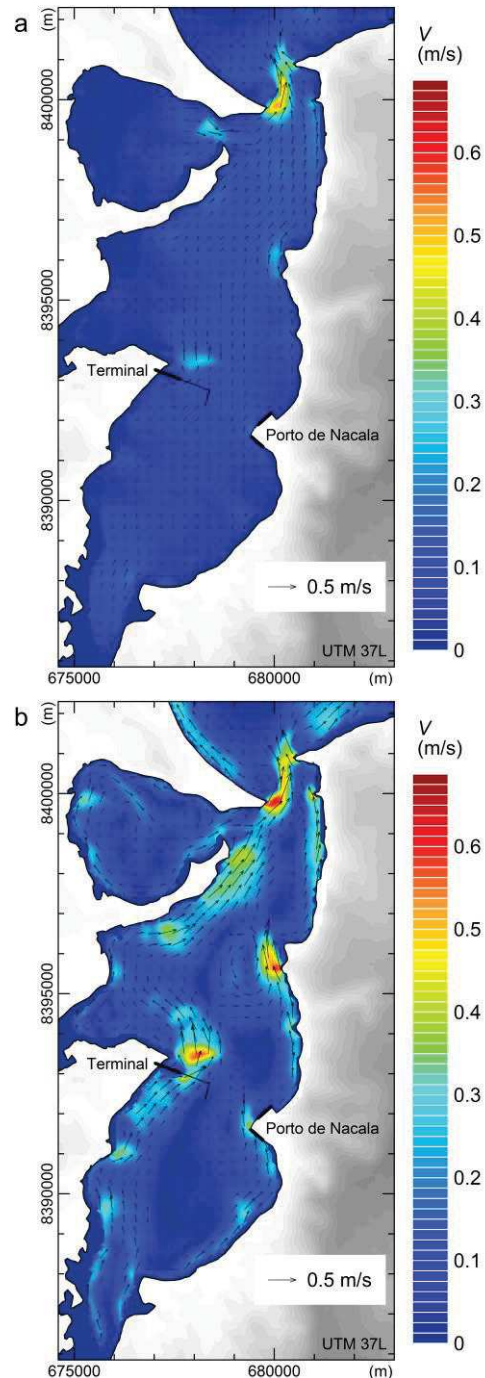 a
(m)
8400000
8395000
8390000
Terminal
Porto de Nacala
0.5 m/s
UTM 37L
675000
680000
(m)
V
(m/s)
0.6
0.5
0.4
0.3
0.2
0.1
0
b
(m)
8400000
8395000
8390000
Terminal
Porto de Nacala
0.5 m/s
UTM 37L
675000
680000
(m)
V
(m/s)
0.6
0.5
0.4
0.3
0.2
0.1
0